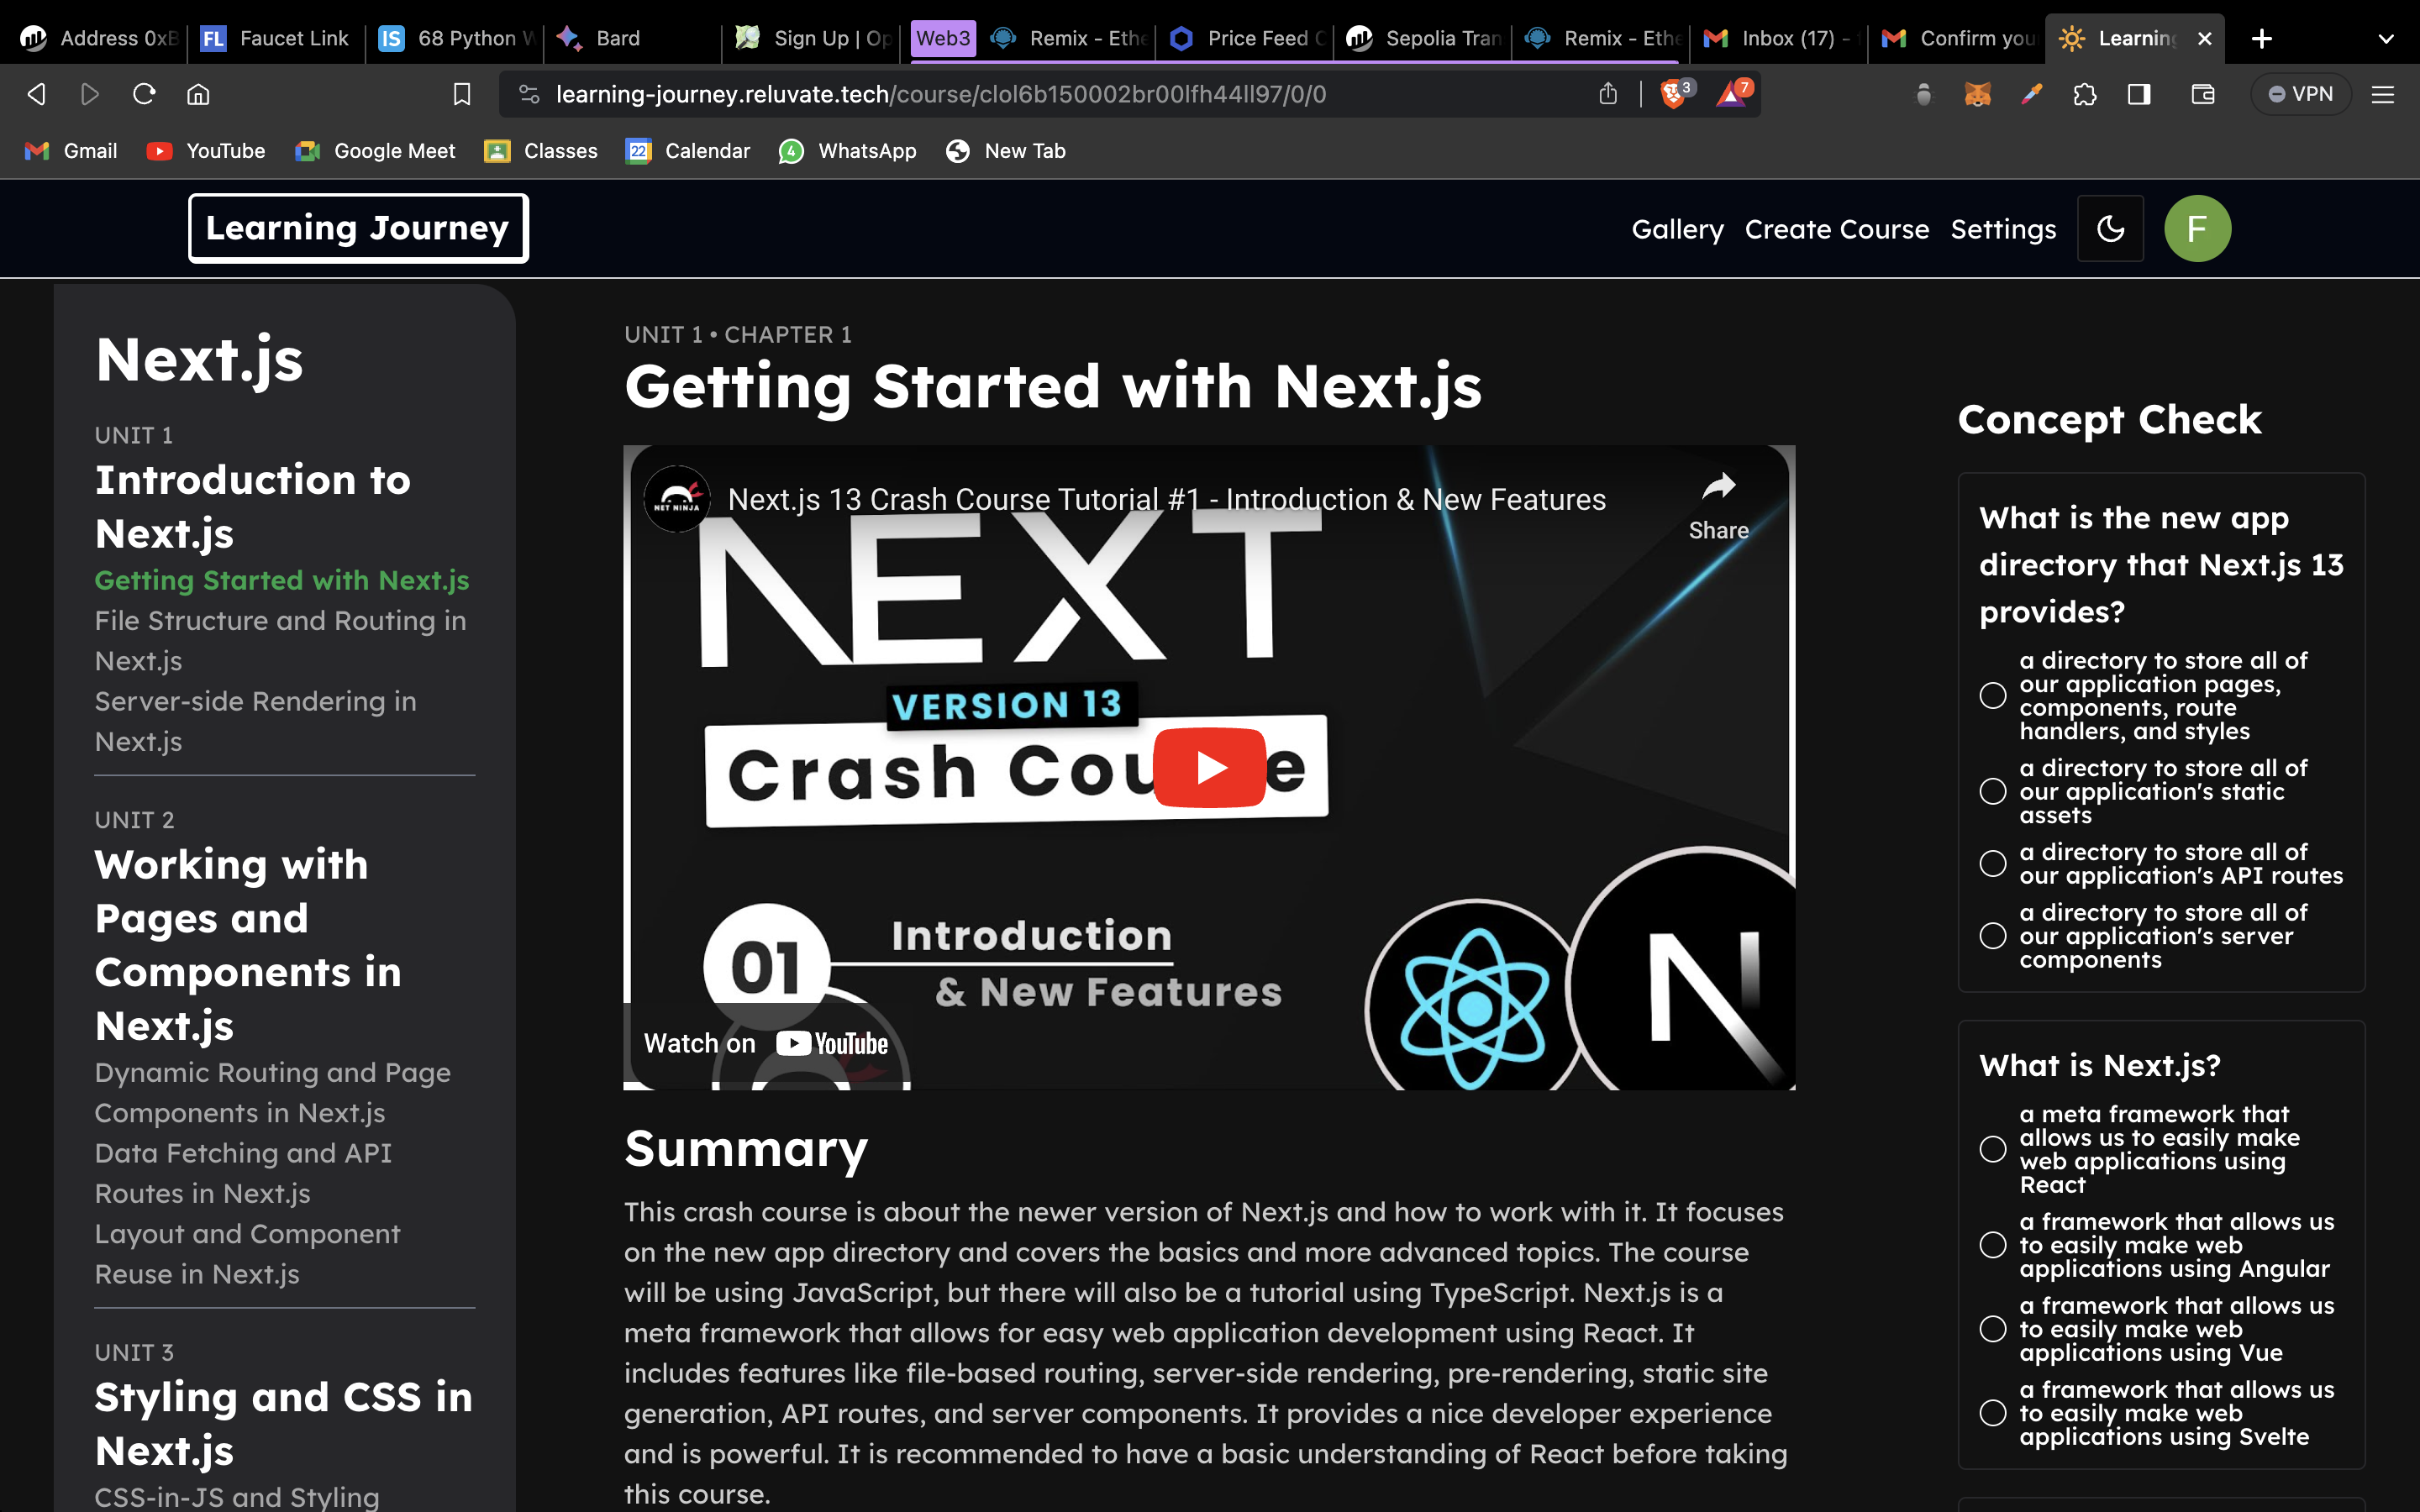 Address 0xB
FL Faucet Link
IS 68 Python W
Bard
Sign Up | Op
Web3
Remix - Ethe
Price Feed C
Sepolia Tran
Remix - Ethe
Inbox (17) -
Confirm you
Learning
learning-journey.reluvate.tech/course/clol6b150002br00lfh44ll97/0/0
3
7
VPN
Gmail
YouTube
Google Meet
Classes
22 Calendar
4 WhatsApp
New Tab
Learning Journey
Gallery
Create Course
Settings
F
Next.js
UNIT 1
Introduction to
Next.js
Getting Started with Next.js
File Structure and Routing in
Next.js
Server-side Rendering in
Next.js
UNIT 2
Working with
Pages and
Components in
Next.js
Dynamic Routing and Page
Components in Next.js
Data Fetching and API
Routes in Next.js
Layout and Component
Reuse in Next.js
UNIT 3
Styling and CSS in
Next.js
CSS-in-JS and Styling
UNIT 1 • CHAPTER 1
Getting Started with Next.js
NET NINJA
Next.js 13 Crash Course Tutorial #1 - Introduction & New Features
Share
NEXT
VERSION 13
Crash Cou e
01
Introduction
& New Features
N
Watch on YouTube
Summary
This crash course is about the newer version of Next.js and how to work with it. It focuses
on the new app directory and covers the basics and more advanced topics. The course
will be using JavaScript, but there will also be a tutorial using TypeScript. Next.js is a
meta framework that allows for easy web application development using React. It
includes features like file-based routing, server-side rendering, pre-rendering, static site
generation, API routes, and server components. It provides a nice developer experience
and is powerful. It is recommended to have a basic understanding of React before taking
this course.
Concept Check
What is the new app
directory that Next.js 13
provides?
a directory to store all of
our application pages,
components, route
handlers, and styles
a directory to store all of
our application's static
assets
a directory to store all of
our application's API routes
a directory to store all of
our application's server
components
What is Next.js?
a meta framework that
allows us to easily make
web applications using
React
a framework that allows us
to easily make web
applications using Angular
a framework that allows us
to easily make web
applications using Vue
a framework that allows us
to easily make web
applications using Svelte